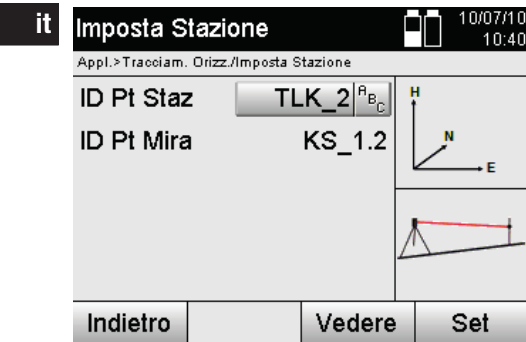 it
Imposta Stazione
10/07/10
10:40
Appl.>Tracciam. Orizz./Imposta Stazione
ID Pt Staz TLK_2 ABC
ID Pt Mira KS_1.2
H
N
E
Indietro Vedere Set